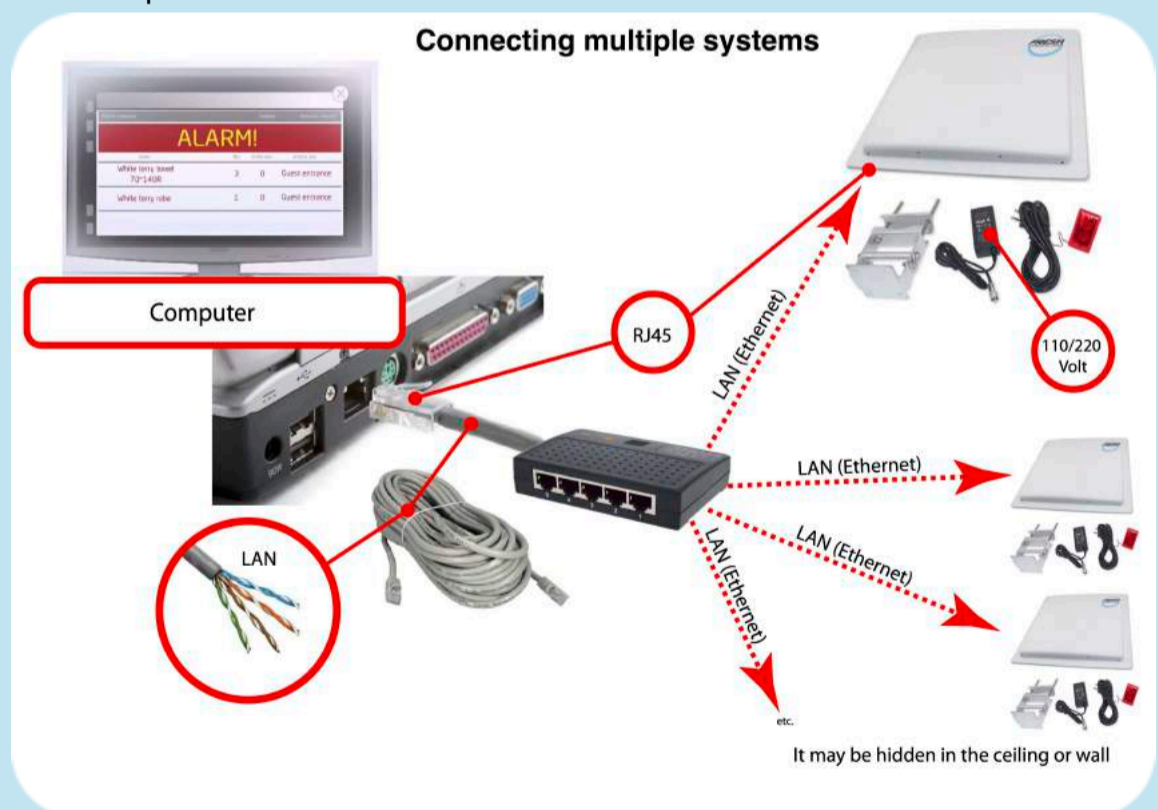 Connecting multiple systems
ALARM!
White terry towel
70*140R
3
0
Guest entrance
White terry robe
0
Guest entrance
Computer
RJ45
LAN (Ethernet)
110/220
Volt
LAN (Ethernet)
LAN
LAN (Ethernet)
LAN (Ethernet)
etc.
It may be hidden in the ceiling or wall